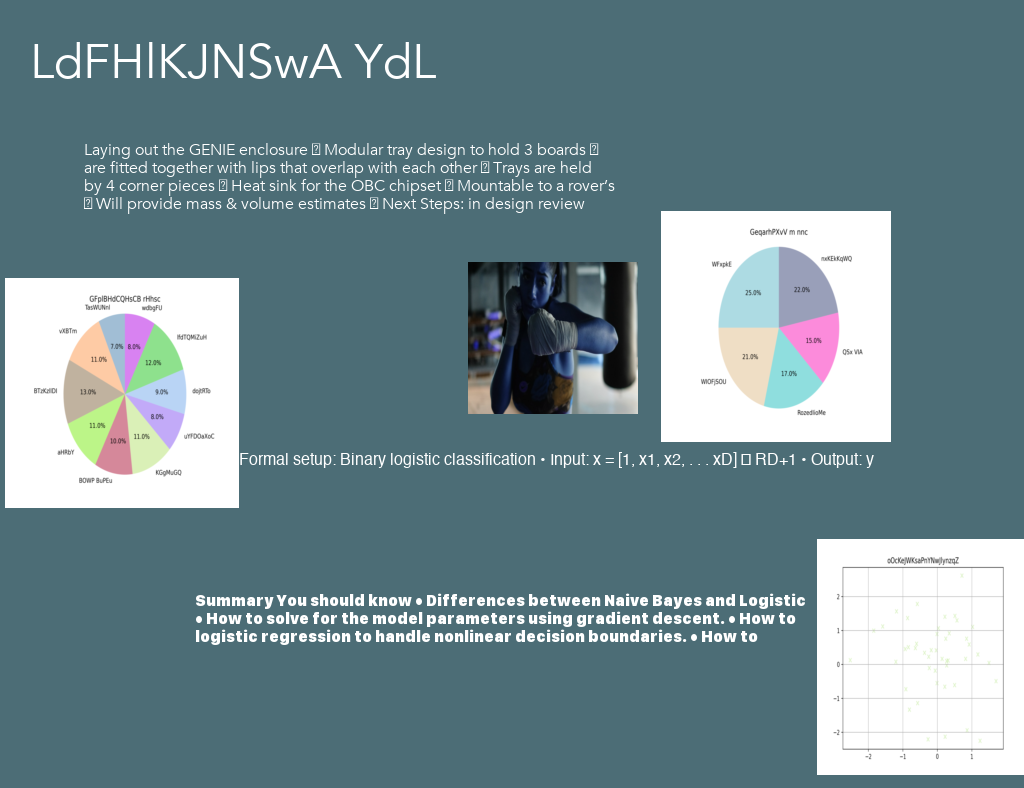 LdFHlKJNSwA YdL
Laying out the GENIE enclosure Modular tray design to hold 3 boards
are fitted together with lips that overlap with each other Trays are held
by 4 corner pieces Heat sink for the OBC chipset Mountable to a rover’s
Will provide mass & volume estimates Next Steps: in design review
GeqarhPXvV m nnc
WFxpkE
nxKEkKqWQ
25.0%
22.0%
15.0%
QSx VIA
21.0%
17.0%
WIOFJSOU
RozedlioMe
GFplBHdCQHsCB rHhsc
TasWUNnI
wdbgFU
vXBTm
IfdTQMiZuH
7.0%
8.0%
11.0%
12.0%
BTzKzIIDI
13.0%
9.0%
dojtRTo
8.0%
11.0%
10.0%
11.0%
uYFDOaXoC
aHRbY
KGgMuGQ
BOWP BuPEu
Formal setup: Binary logistic classification • Input: x = [1, x1, x2, . . . xD] RD+1 • Output: y
oOcKeJWKsaPnYNwJlynzqZ
Summary You should know • Differences between Naive Bayes and Logistic
• How to solve for the model parameters using gradient descent. • How to
logistic regression to handle nonlinear decision boundaries. • How to
2
1
0
−1
−2
−2
−1
0
1